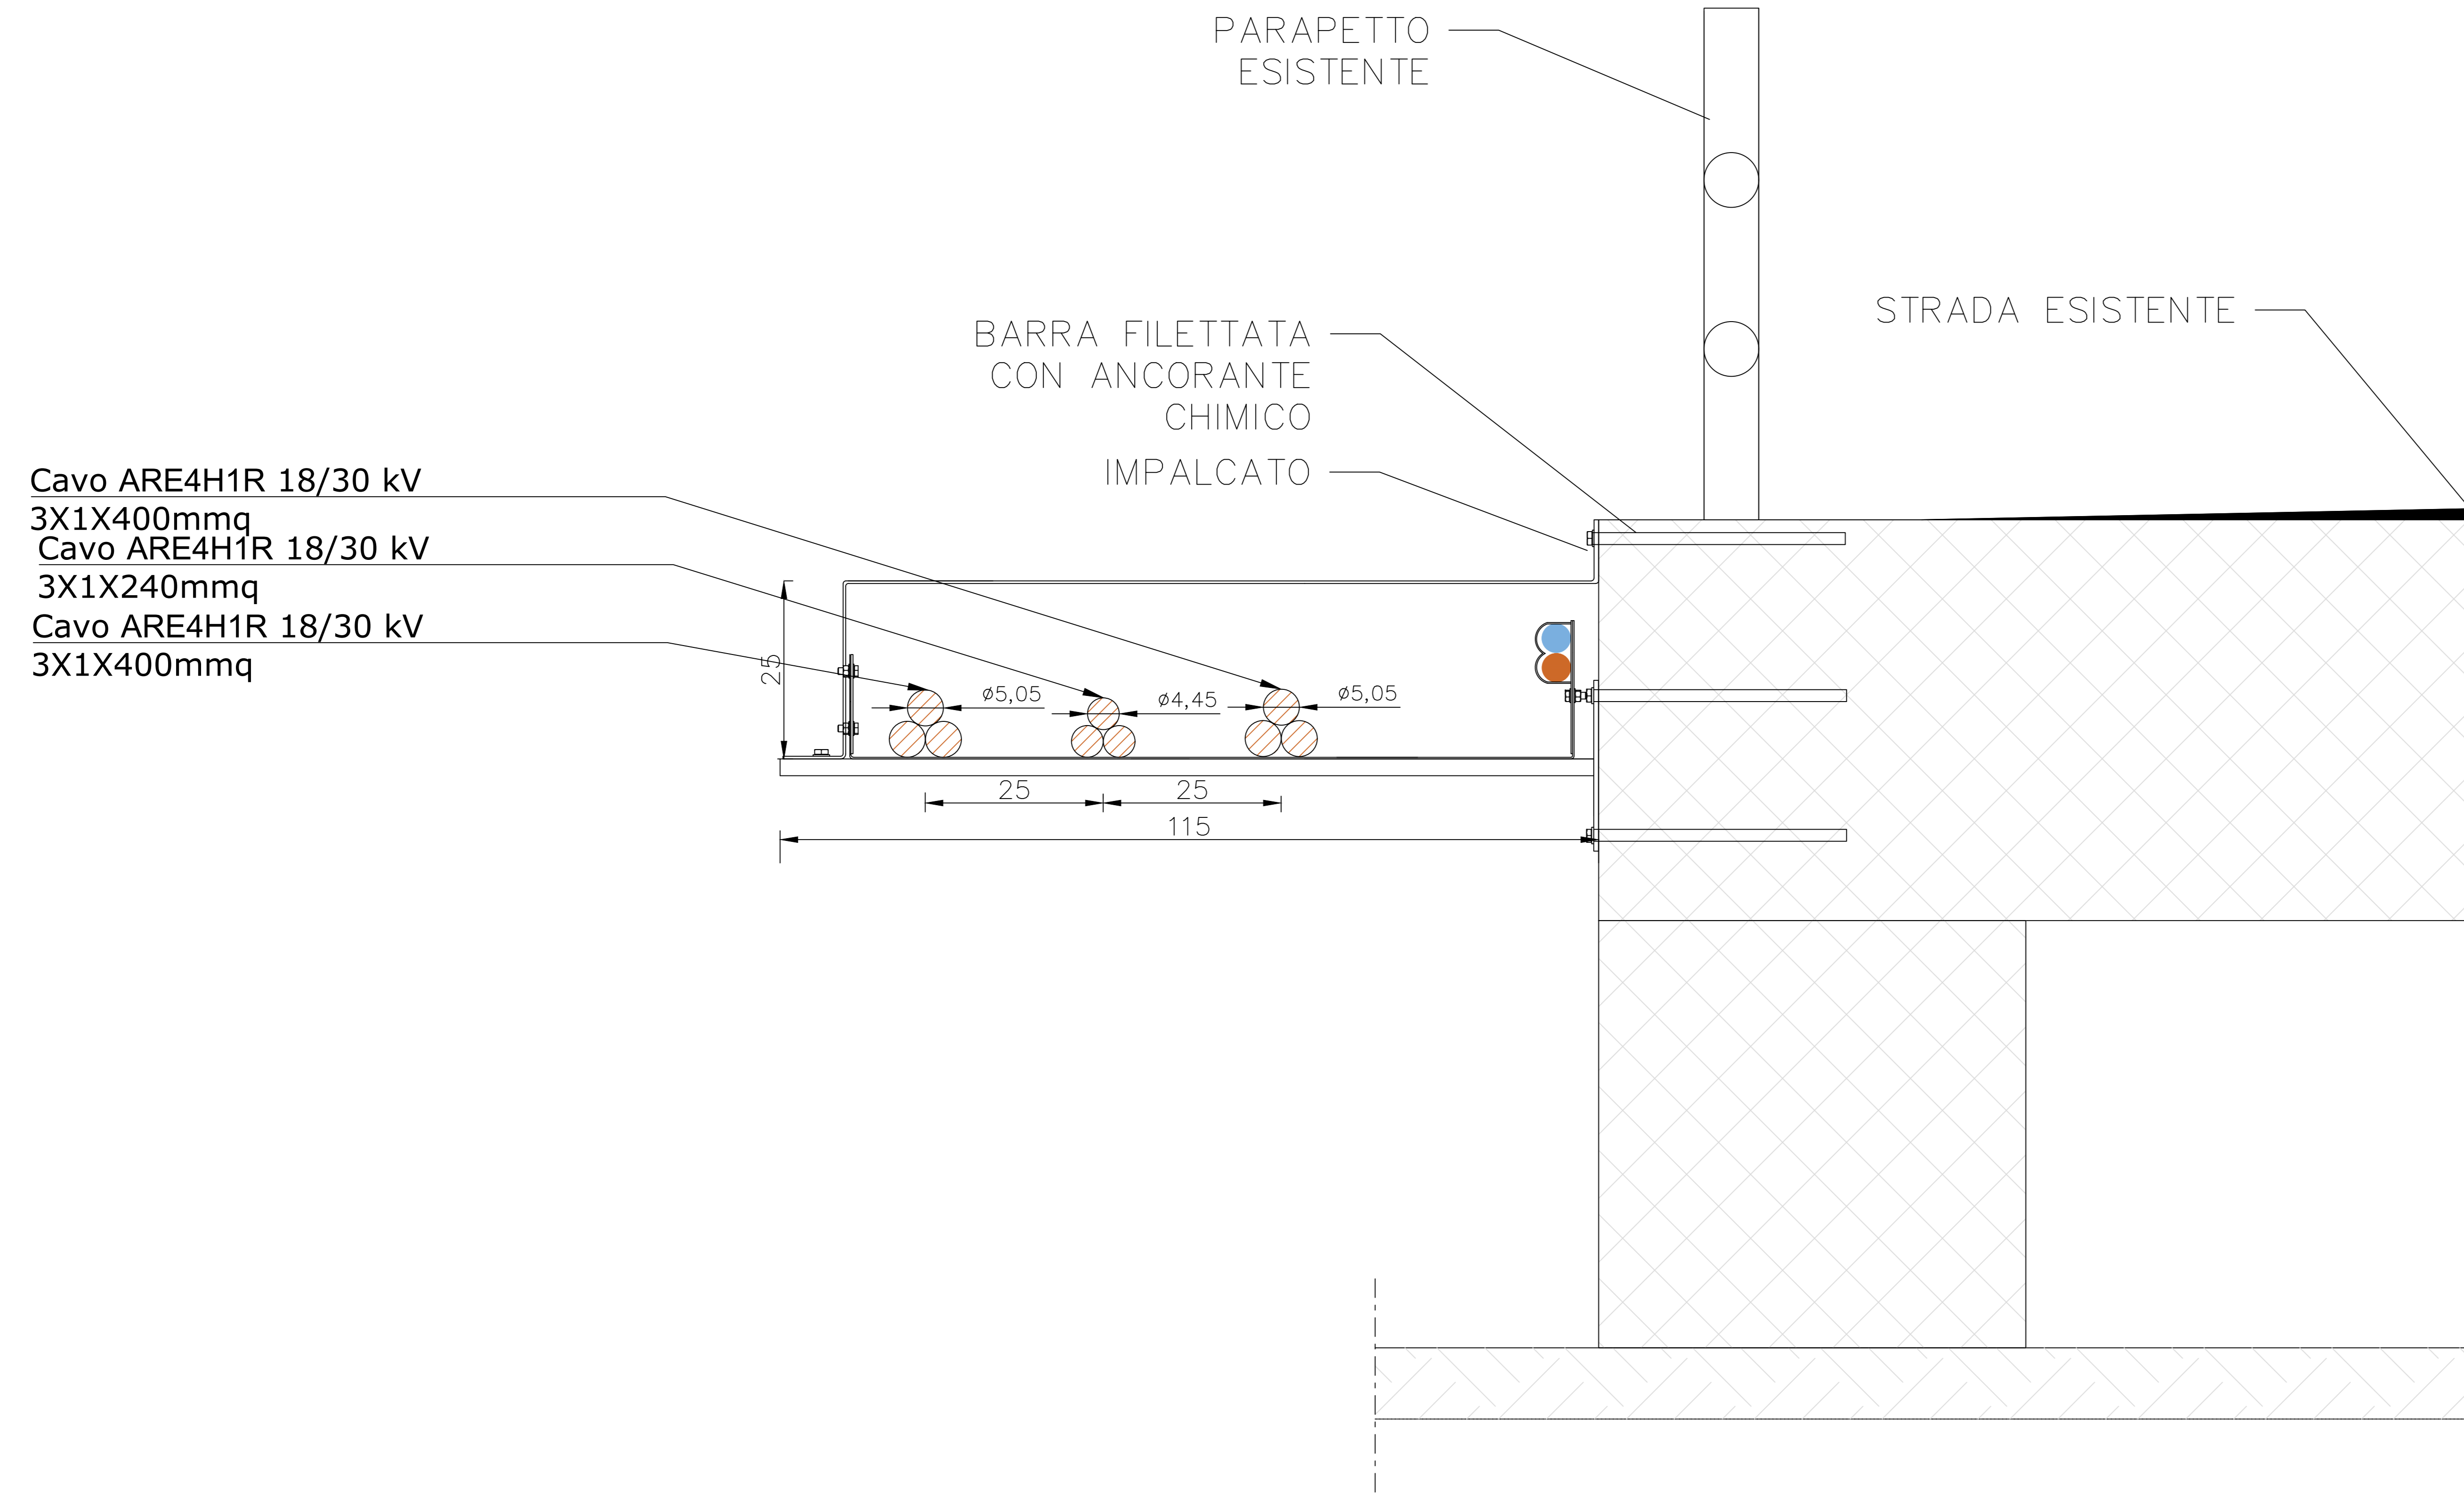 PARAPETTO
ESISTENTE
STRADA ESISTENTE
BARRA FILETTATA
CON ANCORANTE
CHIMICO
IMPALCATO
Cavo ARE4H1R 18/30 kV
3X1X400mmq
Cavo ARE4H1R 18/30 kV
3X1X240mmq
Cavo ARE4H1R 18/30 kV
3X1X400mmq
25
ø5,05
ø4,45
ø5,05
25
25
115